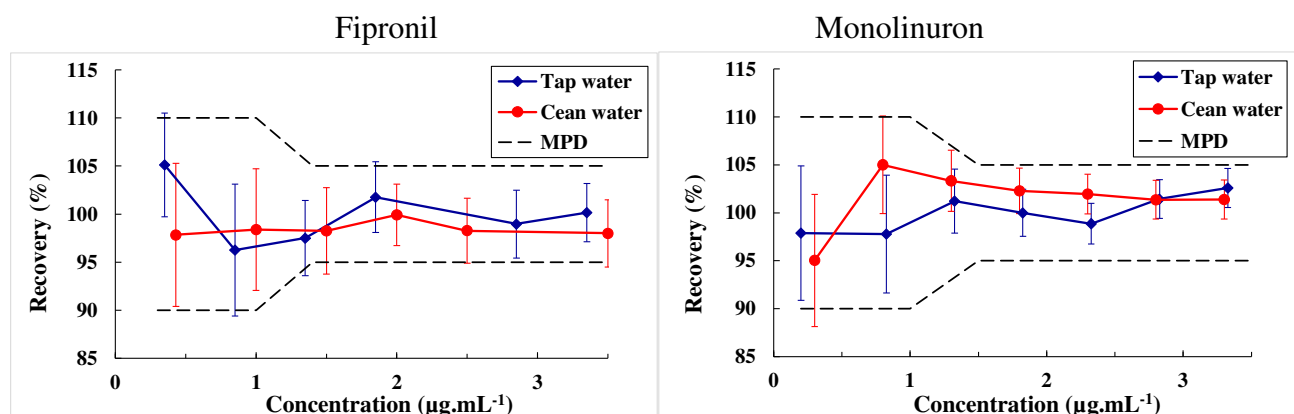 Fipronil
Recovery (%)
115
110
105
100
95
90
85
0 1 2 3
Concentration (µg.mL-1)
Tap water
Cean water
MPD
Monolinuron
Recovery (%)
115
110
105
100
95
90
85
0 1 2 3
Concentration (µg.mL-1)
Tap water
Cean water
MPD